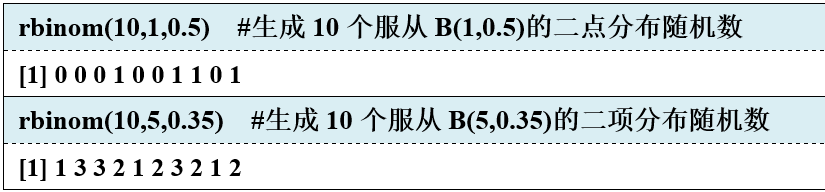 rbinom(10,1,0.5) #生成 10 个服从 B(1,0.5)的二点分布随机数
[1] 0 0 0 1 0 0 1 1 0 1
rbinom(10,5,0.35) #生成 10 个服从 B(5,0.35)的二项分布随机数
[1] 1 3 3 2 1 2 3 2 1 2